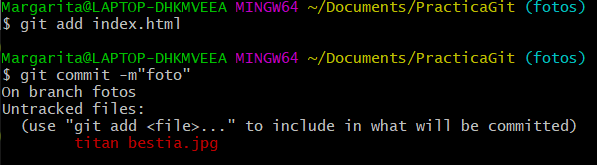 Margarita@LAPTOP-DHKMVEEA MINGW64 ~/Documents/PracticaGit (fotos)
$ git add index.html
Margarita@LAPTOP-DHKMVEEA MINGW64 ~/Documents/PracticaGit (fotos)
$ git commit -m"foto"
On branch fotos
Untracked files:
  (use "git add <file>..." to include in what will be committed)
        titan bestia.jpg